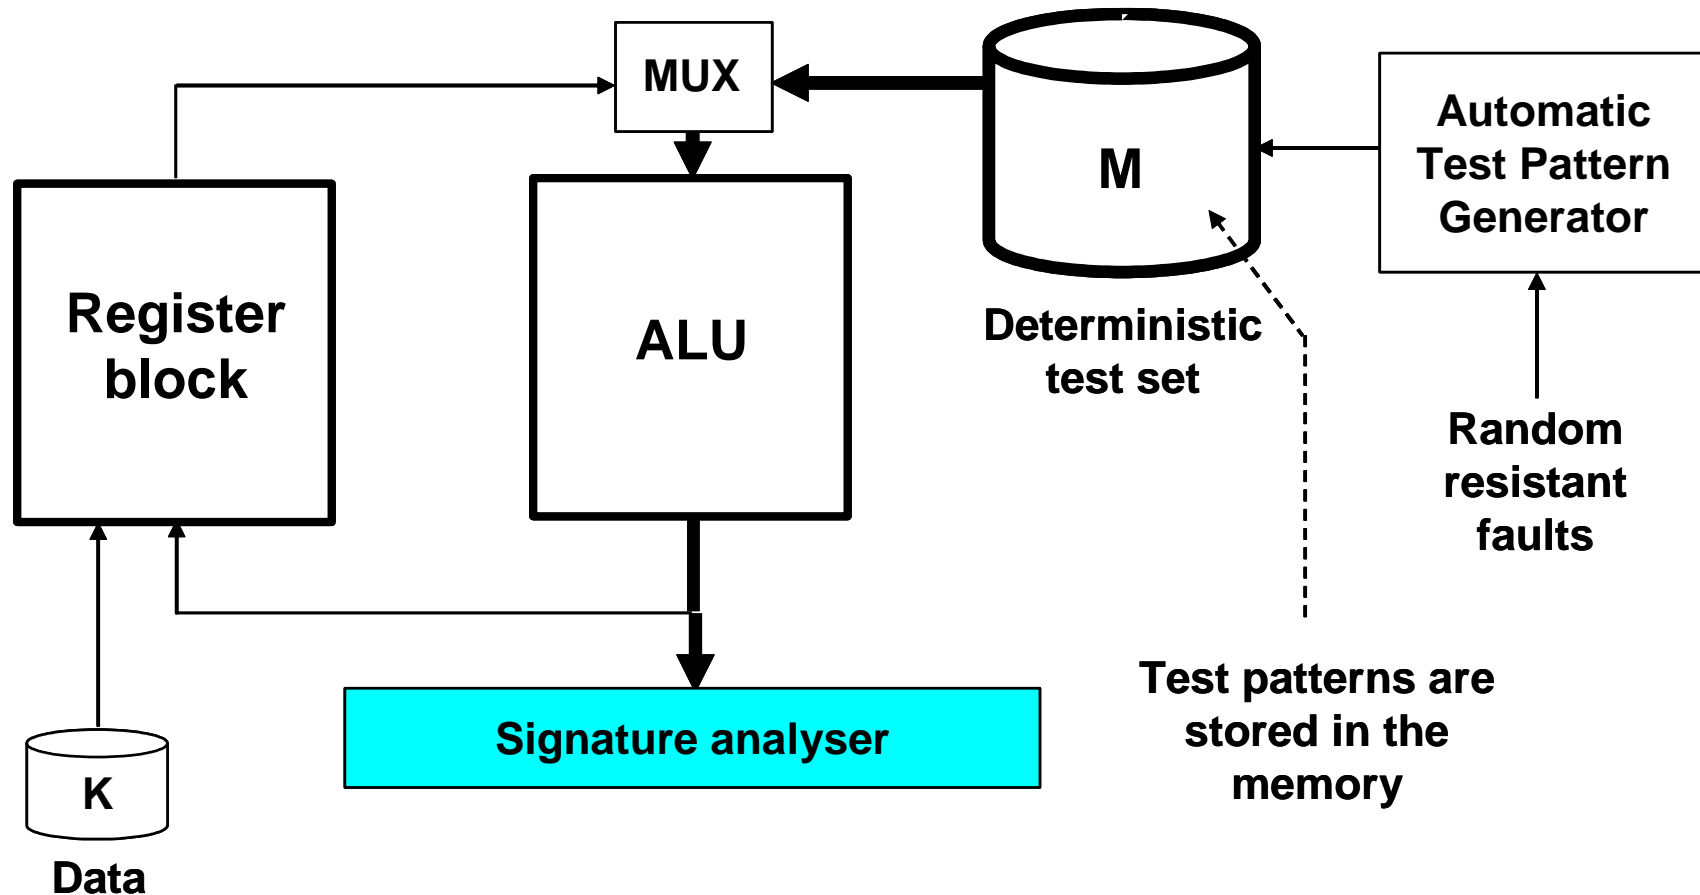 MUX
M
Automatic
Test Pattern
Generator
Register
block
ALU
Deterministic
test set
Random
resistant
faults
Test patterns are
stored in the
memory
Signature analyser
K
Data